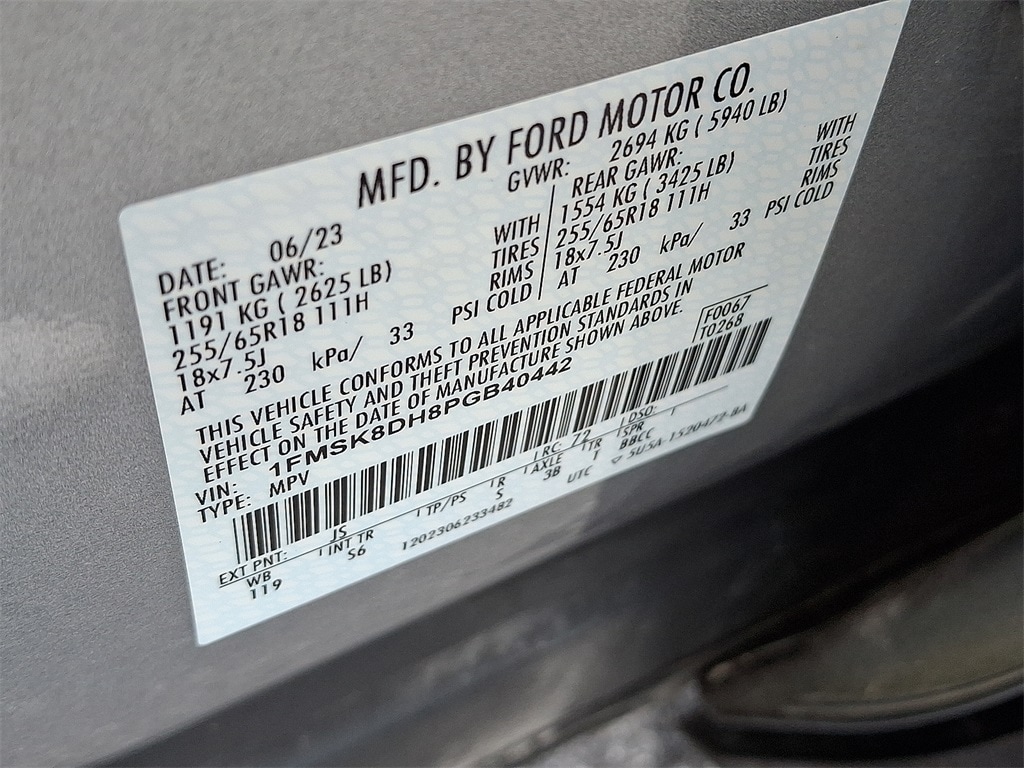 MFD. BY FORD MOTOR CO.
DATE: 06/23 GVWR: 2694 KG ( 5940 LB)
FRONT GAWR: REAR GAWR:
1191 KG ( 2625 LB) WITH 1554 KG ( 3425 LB) WITH
255/65R18 111H TIRES 255/65R18 111H TIRES
18x7.5J RIMS 18x7.5J RIMS
AT 230 kPa/ 33 PSI COLD AT 230 kPa/ 33 PSI COLD
THIS VEHICLE CONFORMS TO ALL APPLICABLE FEDERAL MOTOR
VEHICLE SAFETY AND THEFT PREVENTION STANDARDS IN
EFFECT ON THE DATE OF MANUFACTURE SHOWN ABOVE.
VIN: 1FMSK8DH8PGB40442 F0067
TYPE: MPV T0268
EXT PNT: JS RC: 72 DSO:
WB INT TR TP/PS R AXLE TR SPR
119 S6 S 3B 1 BBCC
1202306233482 UTC ▽ 5U5A-1520472-BA